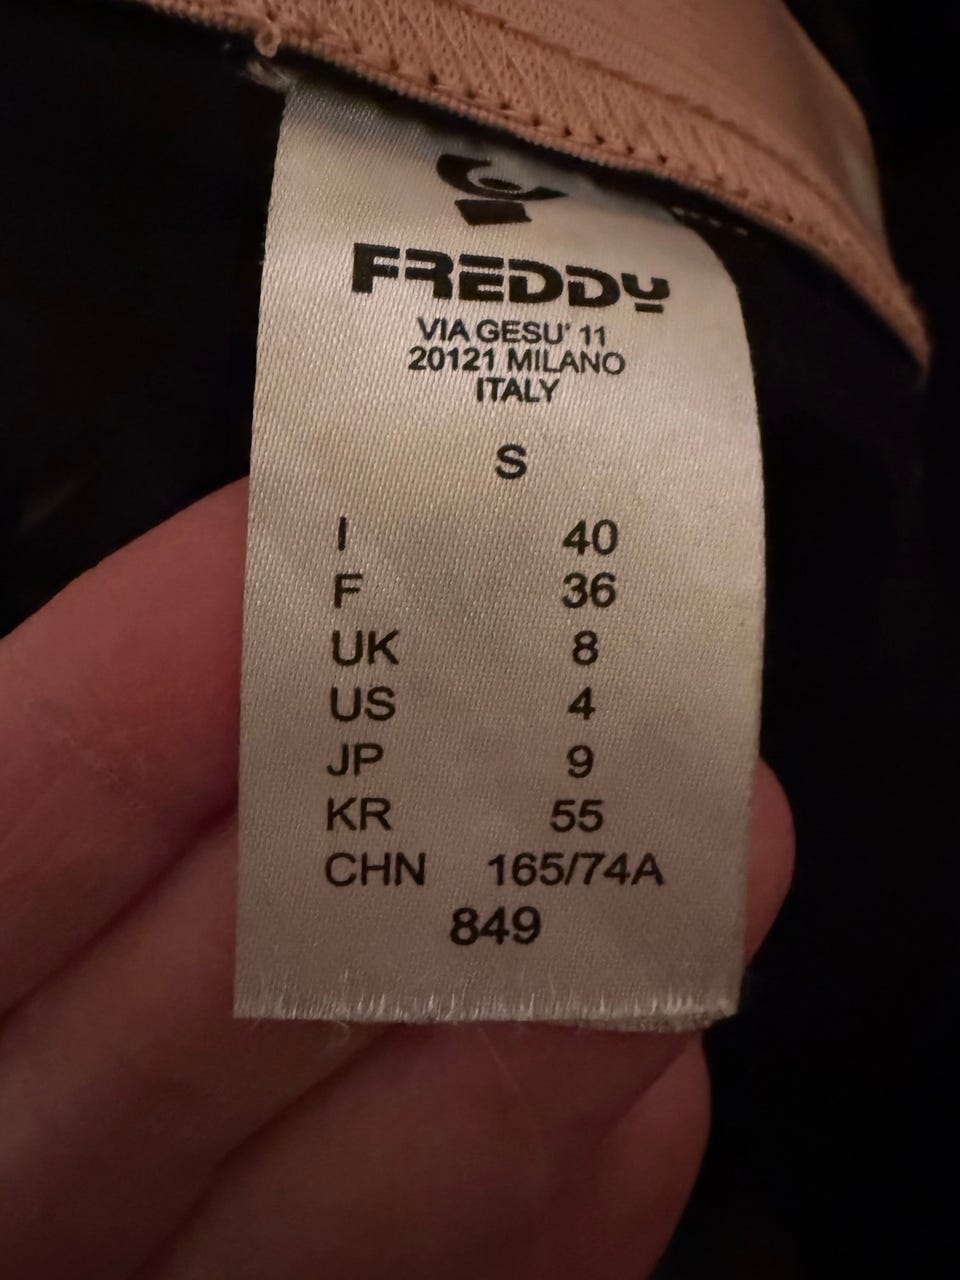 FREDDY
VIA GESU' 11
20121 MILANO
ITALY
S
I 40
F 36
UK 8
US 4
JP 9
KR 55
CHN 165/74A
849